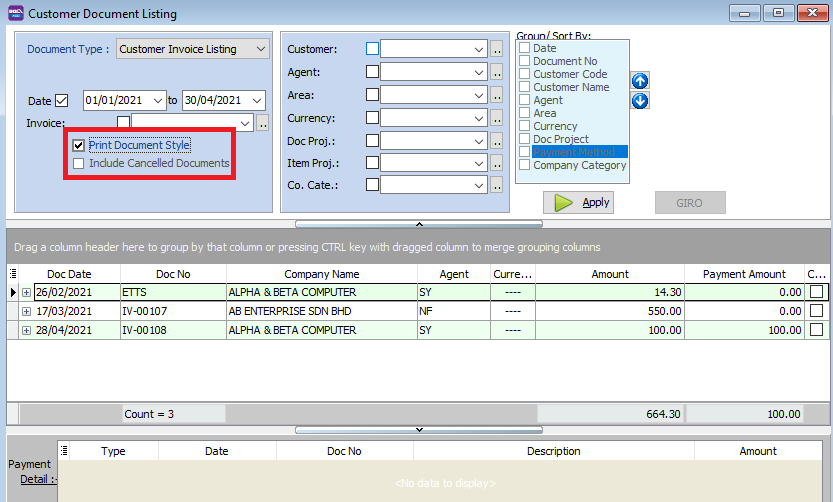 Customer Document Listing
Document Type : Customer Invoice Listing
Date 01/01/2021 to 30/04/2021
Invoice: ..
Print Document Style
Include Cancelled Documents
Customer: ..
Agent: ..
Area: ..
Currency: ..
Doc Proj.: ..
Item Proj.: ..
Co. Cate.: ..
Group/ Sort By:
Date
Document No
Customer Code
Customer Name
Agent
Area
Currency
Doc Project
Payment Method
Company Category
Apply
GIRO
Drag a column header here to group by that column or pressing CTRL key with dragged column to merge grouping columns
Doc Date Doc No Company Name Agent Curre... Amount Payment Amount C...
26/02/2021 ETTS ALPHA & BETA COMPUTER SY ---- 14.30 0.00
17/03/2021 IV-00107 AB ENTERPRISE SDN BHD NF ---- 550.00 0.00
28/04/2021 IV-00108 ALPHA & BETA COMPUTER SY ---- 100.00 100.00
Count = 3 664.30 100.00
Type Date Doc No Description Amount
Payment
Detail :-
<No data to display>